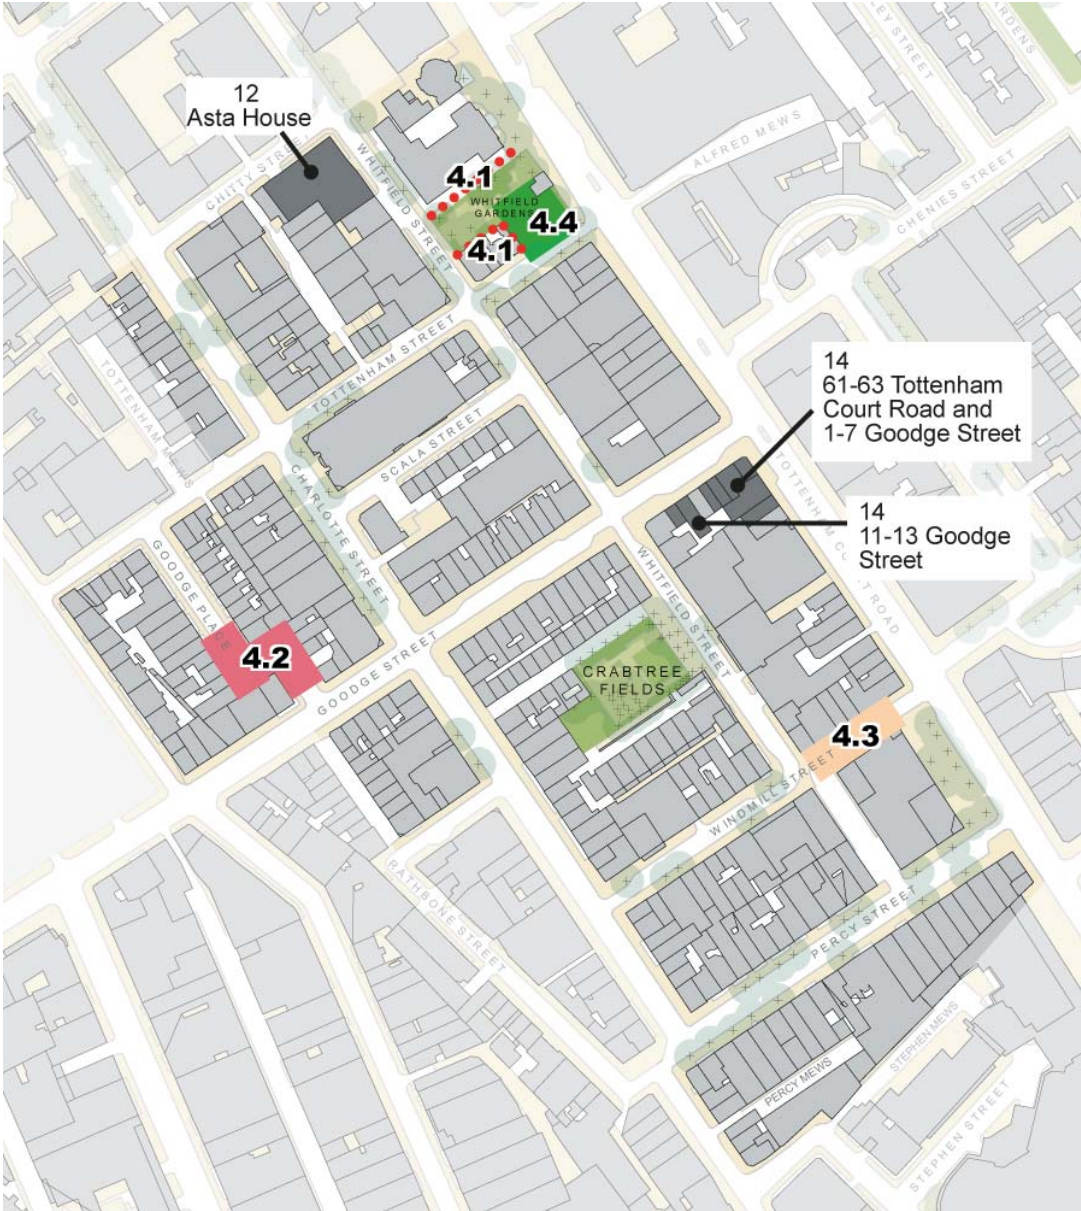 LEY STREET
GARDENS
12
Asta House
CHITTY STREET
WHITFIELD STREET
ALFRED MEWS
4.1
WHITFIELD
GARDENS
4.4
4.1
CHENIES STREET
TOTTENHAM STREET
TOTTENHAM MEWS
14
61-63 Tottenham
Court Road and
1-7 Goodge Street
SCALA STREET
CHARLOTTE STREET
TOTTENHAM COURT ROAD
14
11-13 Goodge
Street
GOODGE PLACE
WHITFIELD STREET
4.2
GOODGE STREET
CRABTREE
FIELDS
4.3
WINDMILL STREET
RATHBONE STREET
PERCY STREET
PERCY MEWS
STEPHEN MEWS
STEPHEN STREET